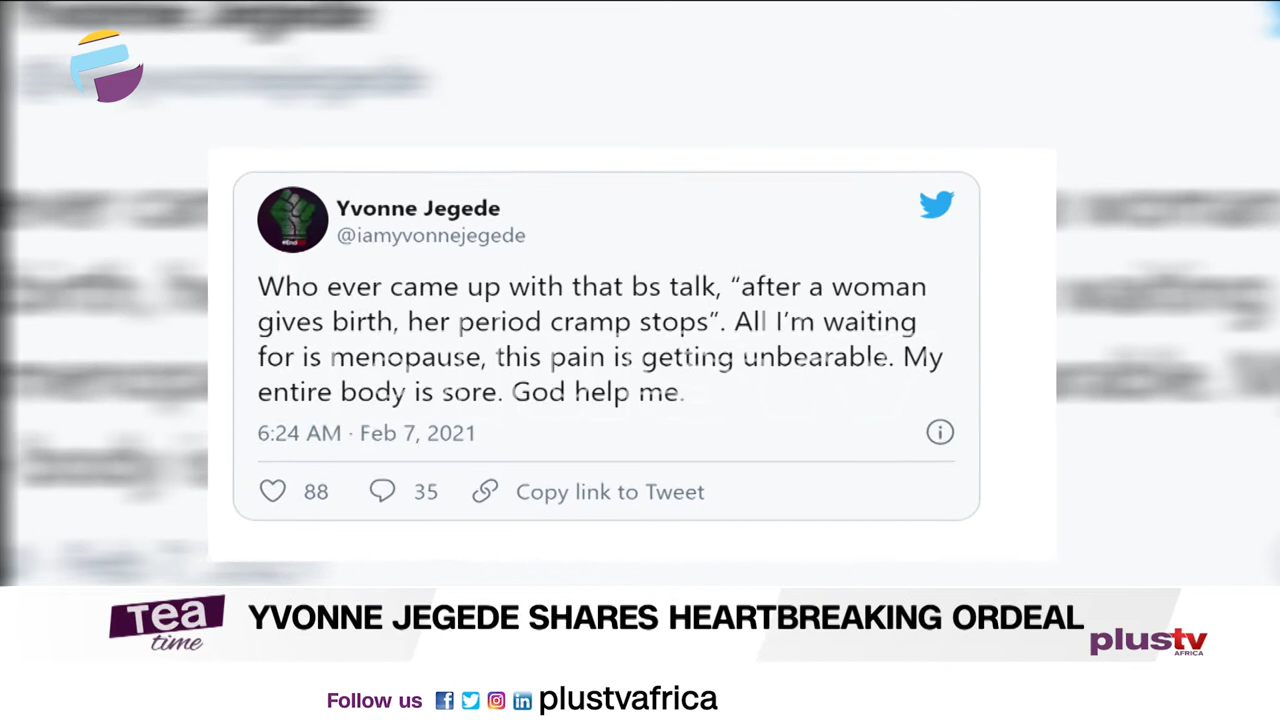 Yvonne Jegede
Yvonne Jegede
@iamyvonnejegede
Who ever came up with that bs talk, “after a woman
gives birth, her period cramp stops”. All I’m waiting
for is menopause, this pain is getting unbearable. My
entire body is sore. God help me.
6:24 AM · Feb 7, 2021
88 35 Copy link to Tweet
Tea
time
YVONNE JEGEDE SHARES HEARTBREAKING ORDEAL
plustv
AFRICA
Follow us plustvafrica